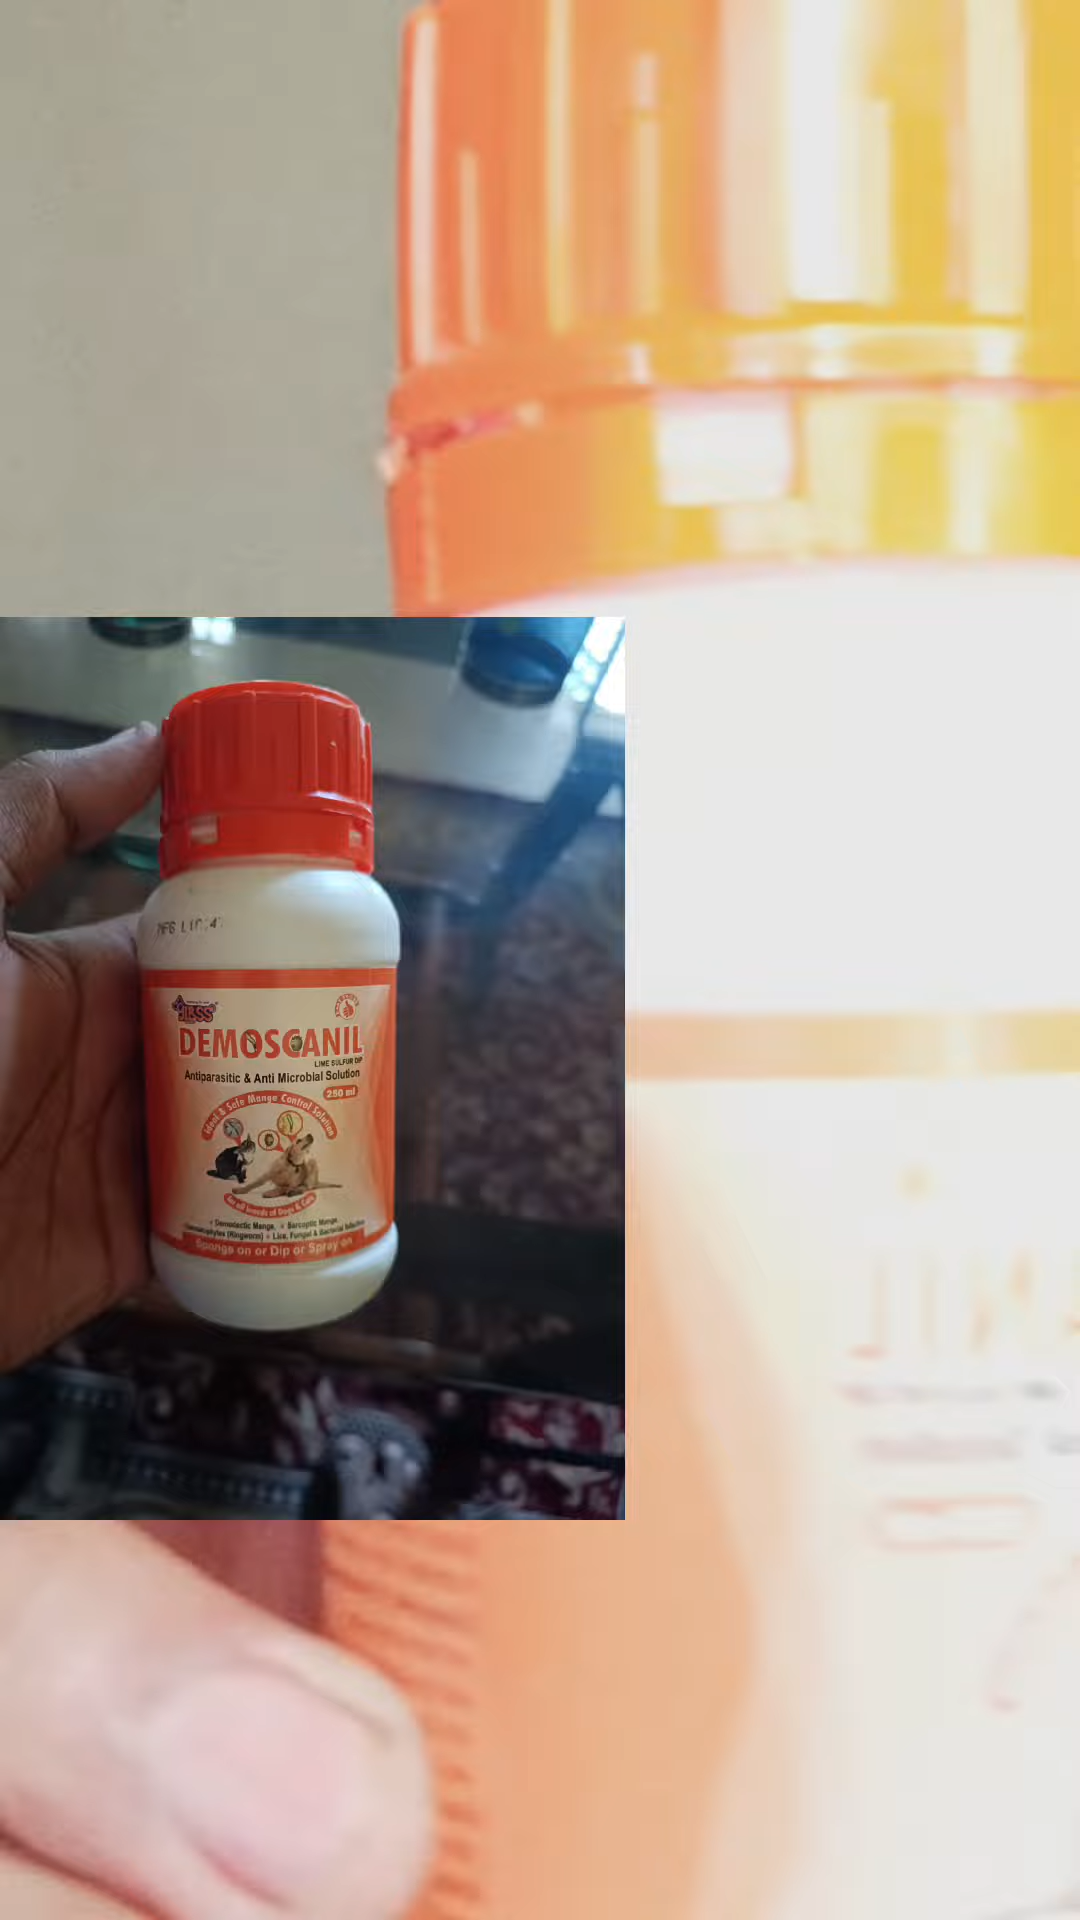 JIBSS
DEMOSCANIL
LIME SULFUR DIP
Antiparasitic & Anti Microbial Solution
250 ml
Ideal & Safe Mange Control Solution
for all breeds of Dogs & Cats
Demodectic Mange, Sarcoptic Mange,
(Ringworm) Lice, Fungal & Bacterial Infection
Sponge on or Dip or Spray on